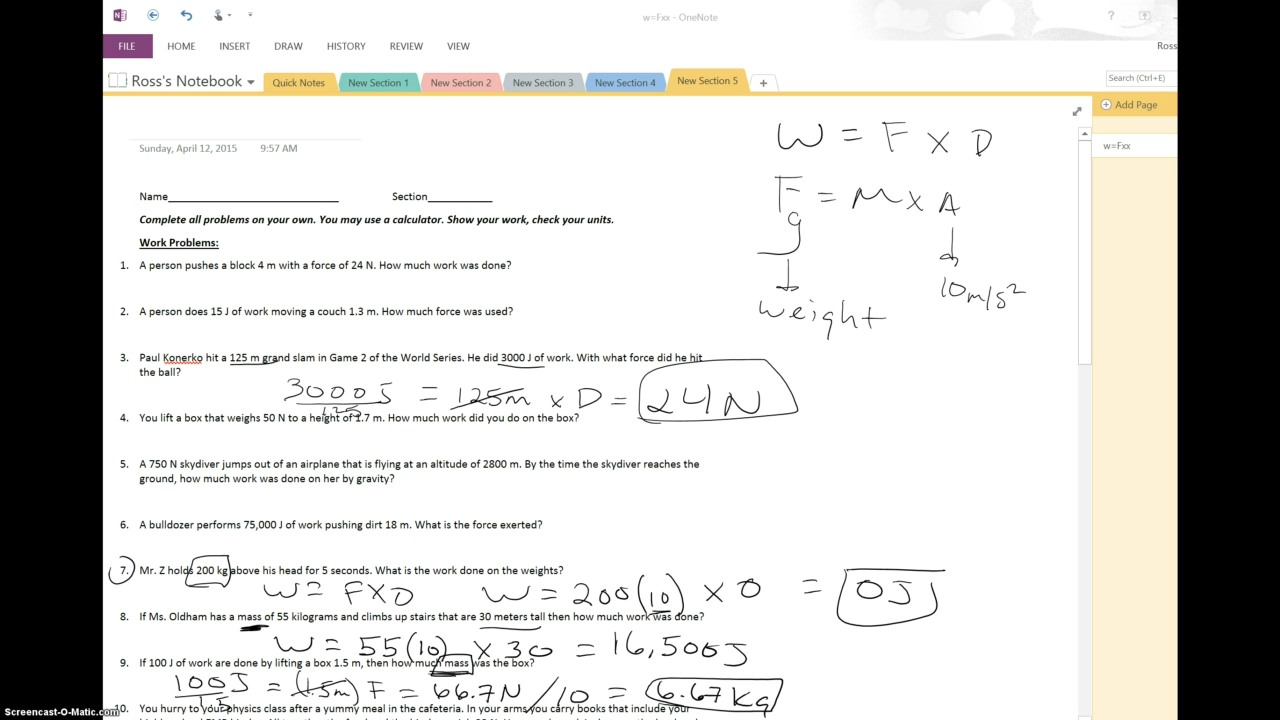 w=Fxx - OneNote
?
FILE HOME INSERT DRAW HISTORY REVIEW VIEW
Ross
Ross's Notebook Quick Notes New Section 1 New Section 2 New Section 3 New Section 4 New Section 5 +
Search (Ctrl+E)
Add Page
w=Fxx
Sunday, April 12, 2015 9:57 AM
W = F x D
Fg = M x A
10m/s²
weight
Name Section
Complete all problems on your own. You may use a calculator. Show your work, check your units.
Work Problems:
1. A person pushes a block 4 m with a force of 24 N. How much work was done?
2. A person does 15 J of work moving a couch 1.3 m. How much force was used?
3. Paul Konerko hit a 125 m grand slam in Game 2 of the World Series. He did 3000 J of work. With what force did he hit
the ball?
3000J = 125m x D = 24N
125
4. You lift a box that weighs 50 N to a height of 1.7 m. How much work did you do on the box?
5. A 750 N skydiver jumps out of an airplane that is flying at an altitude of 2800 m. By the time the skydiver reaches the
ground, how much work was done on her by gravity?
6. A bulldozer performs 75,000 J of work pushing dirt 18 m. What is the force exerted?
7. Mr. Z holds 200 kg above his head for 5 seconds. What is the work done on the weights?
W = FXD W = 200(10) x 0 = 0J
8. If Ms. Oldham has a mass of 55 kilograms and climbs up stairs that are 30 meters tall then how much work was done?
W = 55(10) x 30 = 16,500J
9. If 100 J of work are done by lifting a box 1.5 m, then how much mass was the box?
100J = (1.5m) F = 66.7N / 10 = 6.67kg
1.5
10. You hurry to your physics class after a yummy meal in the cafeteria. In your arms you carry books that include your
Screencast-O-Matic.com